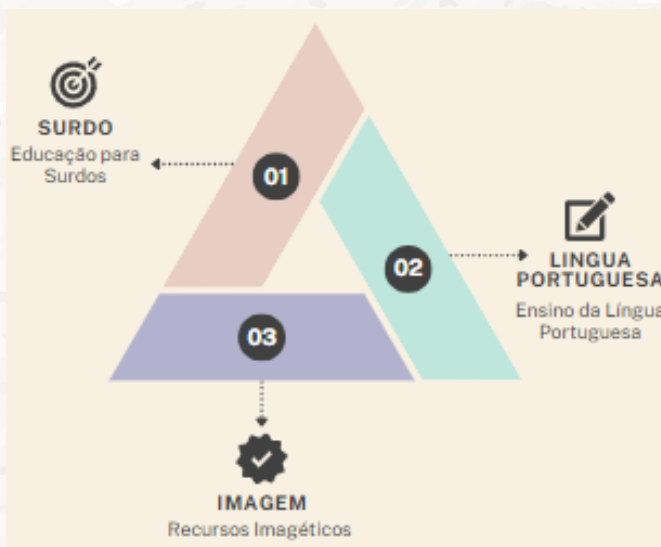 SURDO
Educação para
Surdos
01
02
LINGUA
PORTUGUESA
Ensino da Língua
Portuguesa
03
IMAGEM
Recursos Imagéticos